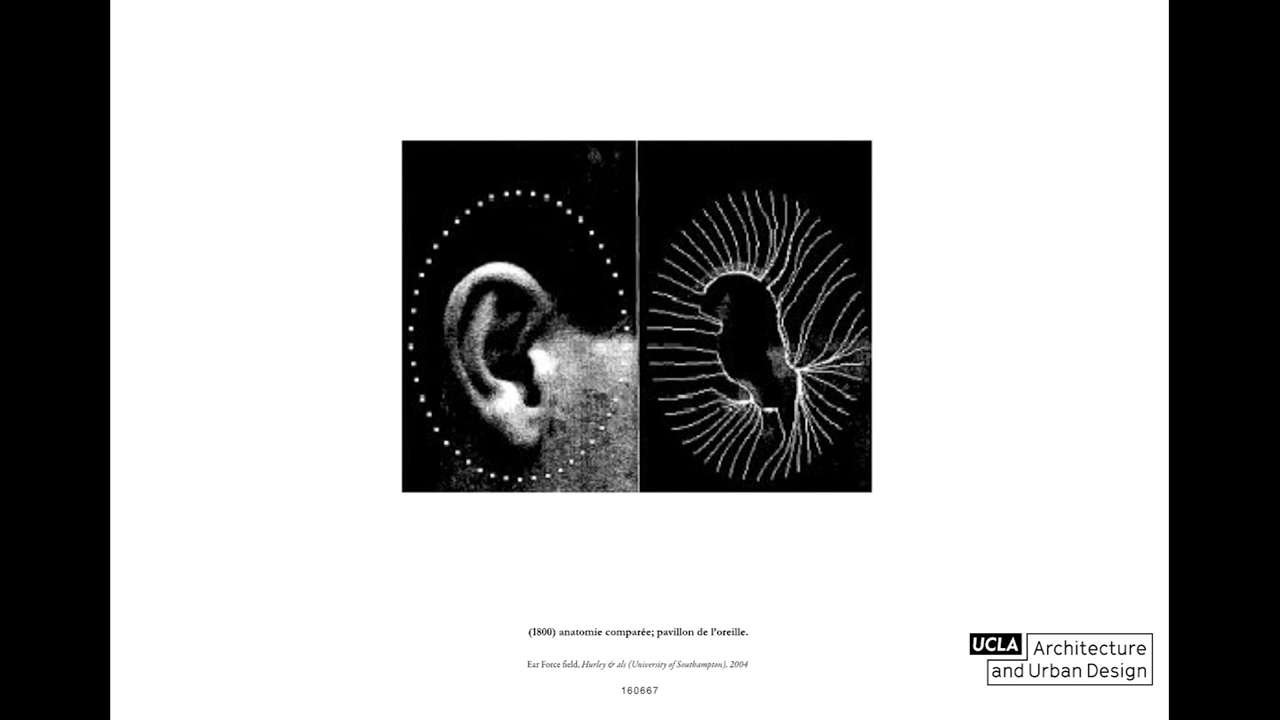 (1800) anatomie comparée; pavillon de l'oreille.
Ear Force field, Hurley & als (University of Southampton), 2004
160667
UCLA Architecture
and Urban Design